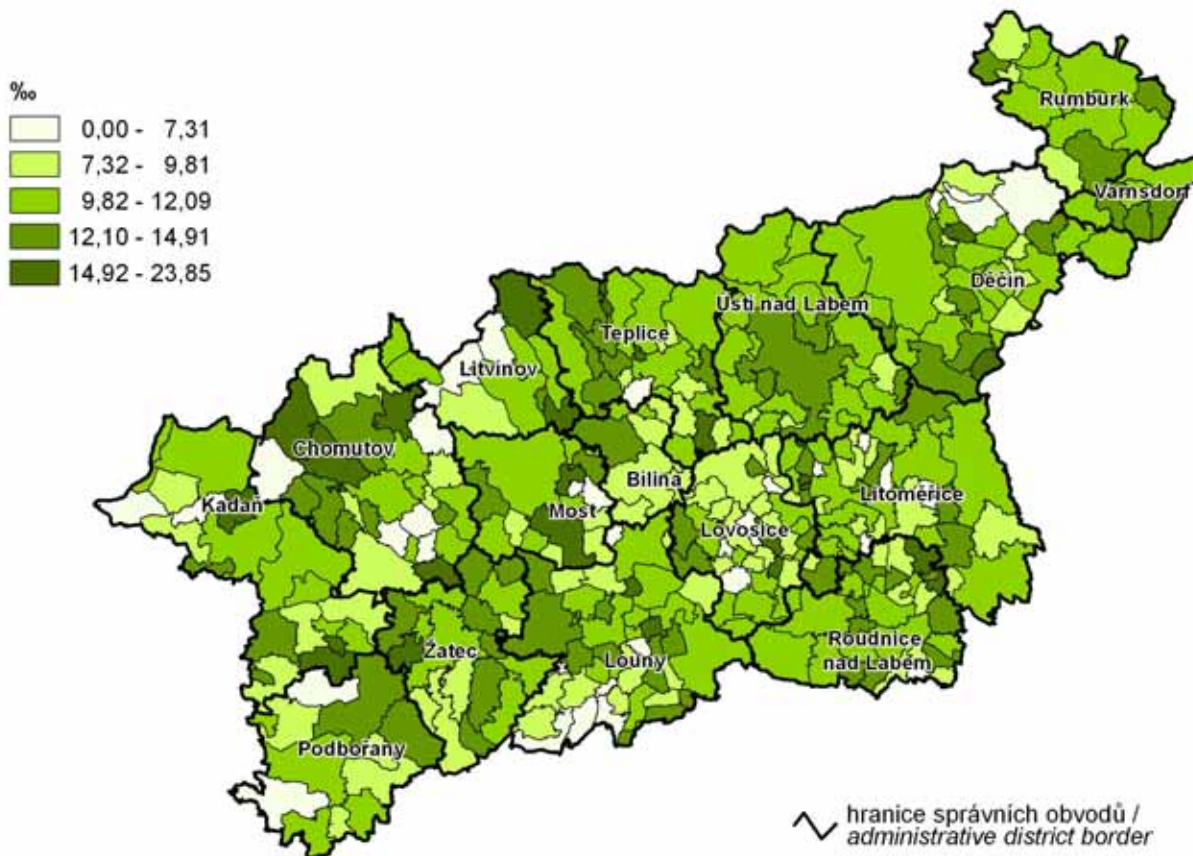 ‰
0,00 - 7,31
7,32 - 9,81
9,82 - 12,09
12,10 - 14,91
14,92 - 23,85
Rumburk
Varnsdorf
Děčín
Ústí nad Labem
Teplice
Litvínov
Chomutov
Bílina
Kadaň
Most
Litoměřice
Lovosice
Roudnice
nad Labem
Žatec
Louny
Podbořany
hranice správních obvodů /
administrative district border